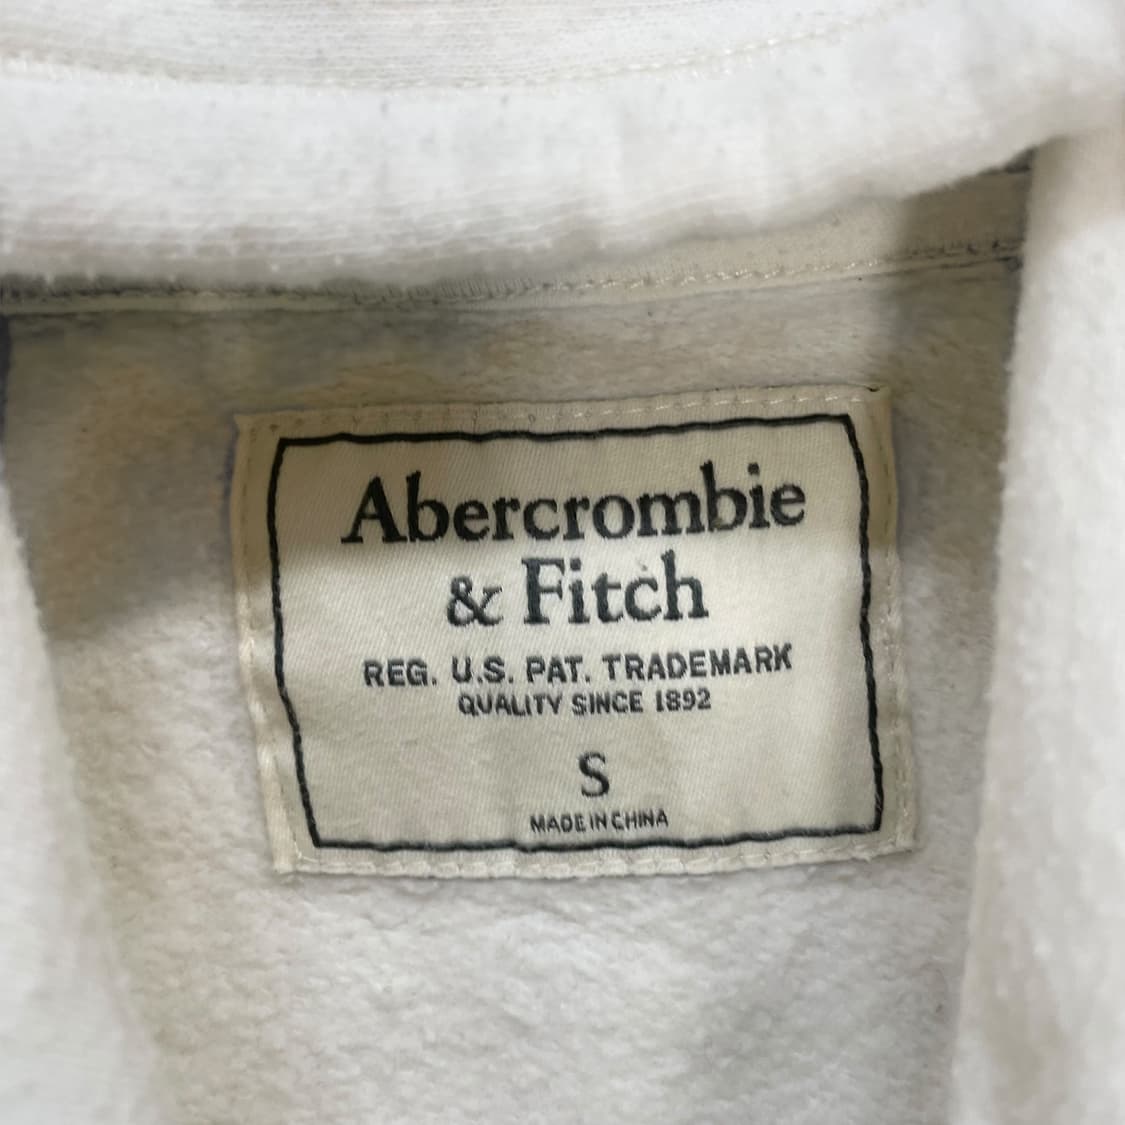 Abercrombie
& Fitch
REG. U.S. PAT. TRADEMARK
QUALITY SINCE 1892
S
MADE IN CHINA